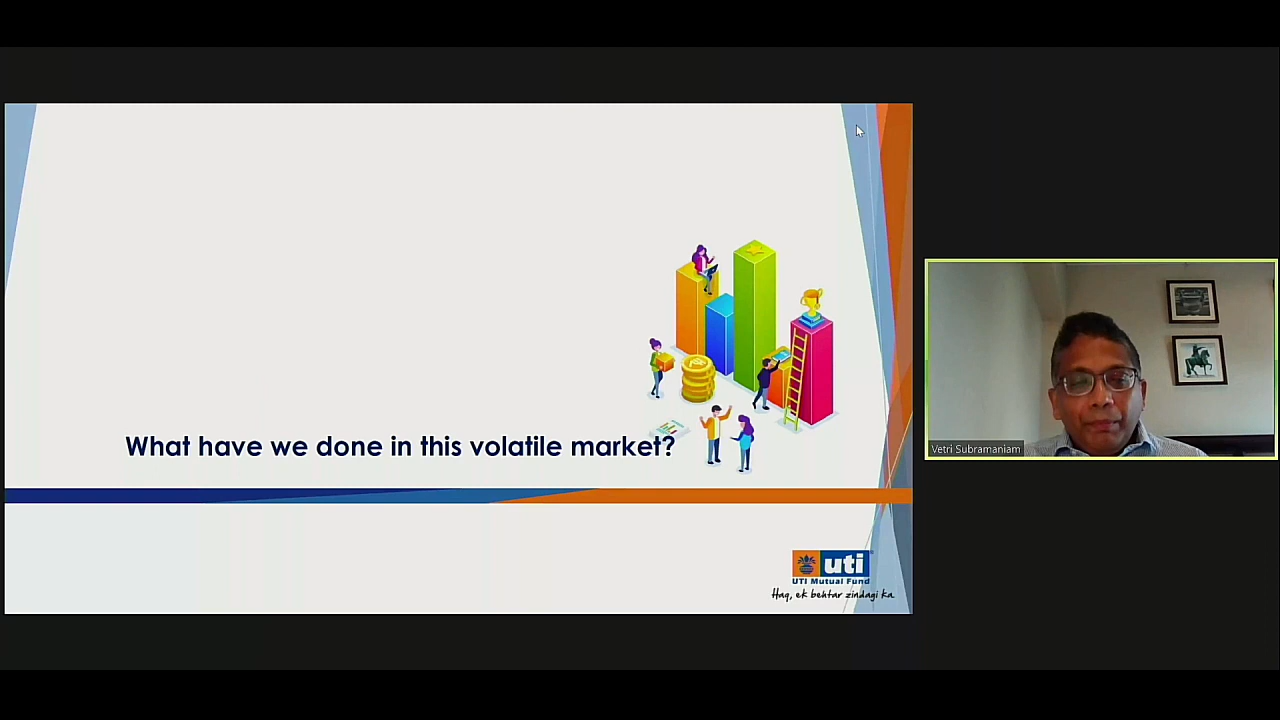 What have we done in this volatile market?
uti
UTI Mutual Fund
Haq, ek behtar zindagi ka
Vetri Subramaniam